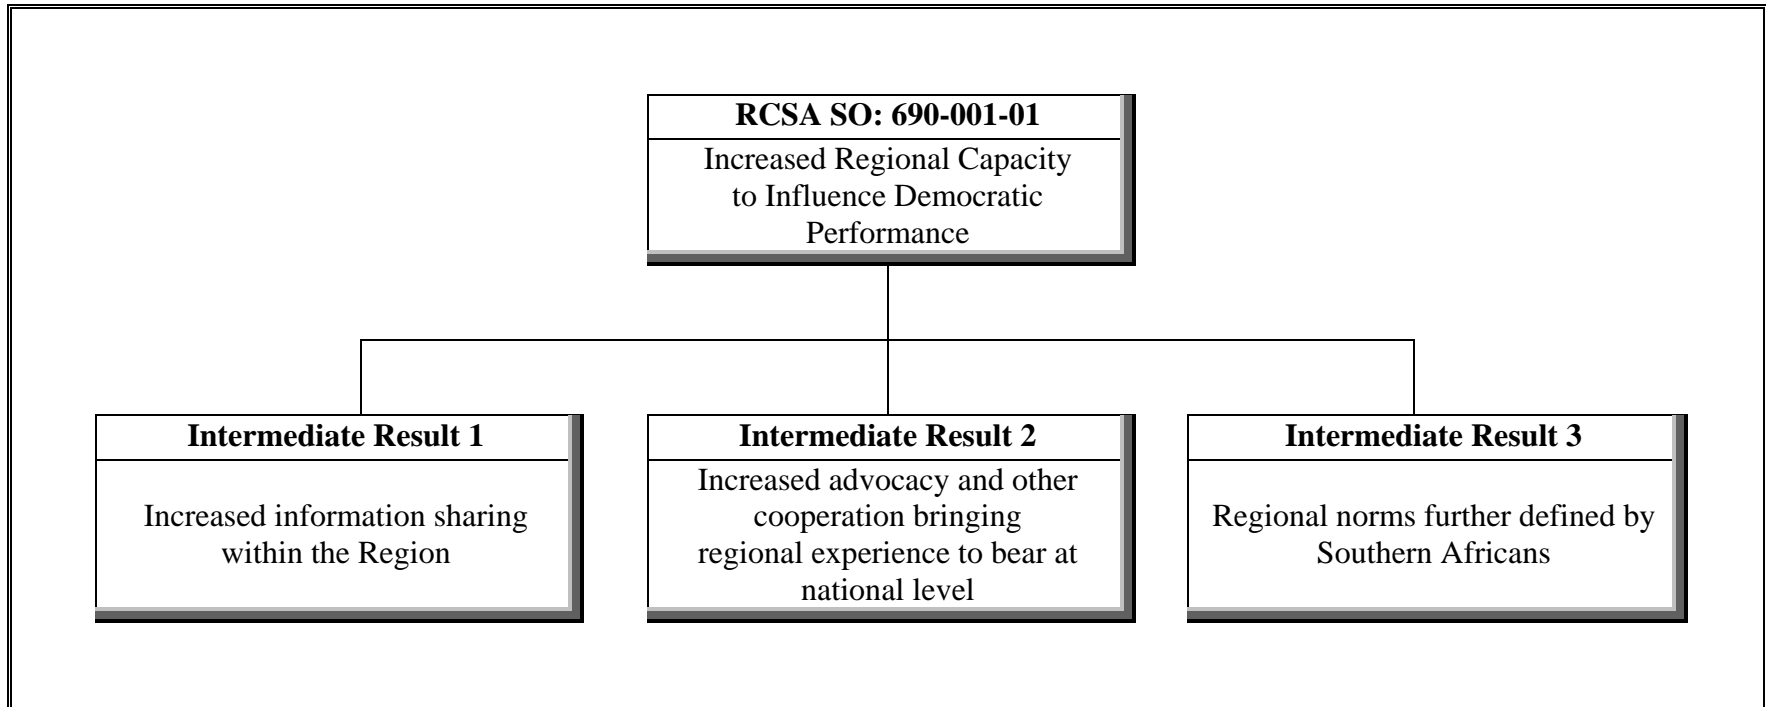 RCSA SO: 690-001-01
Increased Regional Capacity
to Influence Democratic
Performance
Intermediate Result 1
Increased information sharing
within the Region
Intermediate Result 2
Increased advocacy and other
cooperation bringing
regional experience to bear at
national level
Intermediate Result 3
Regional norms further defined by
Southern Africans